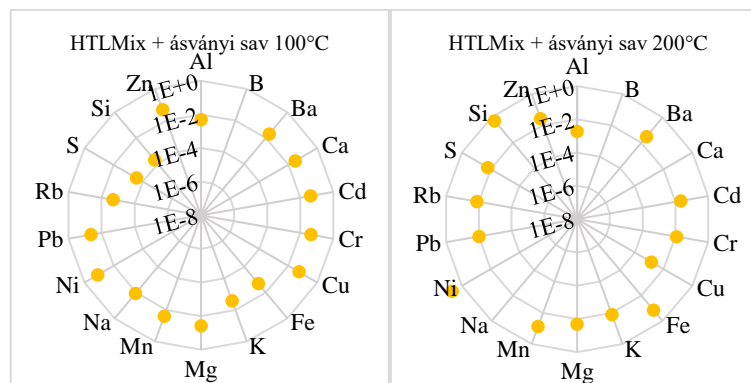 HTLMix + ásványi sav 100°C
Al
B
Ba
Ca
Cd
Cr
Cu
Fe
K
Mg
Mn
Na
Ni
Pb
Rb
S
Si
Zn
1E+0
1E-2
1E-4
1E-6
1E-8
HTLMix + ásványi sav 200°C
Al
B
Ba
Ca
Cd
Cr
Cu
Fe
K
Mg
Mn
Na
Ni
Pb
Rb
S
Si
Zn
1E+0
1E-2
1E-4
1E-6
1E-8